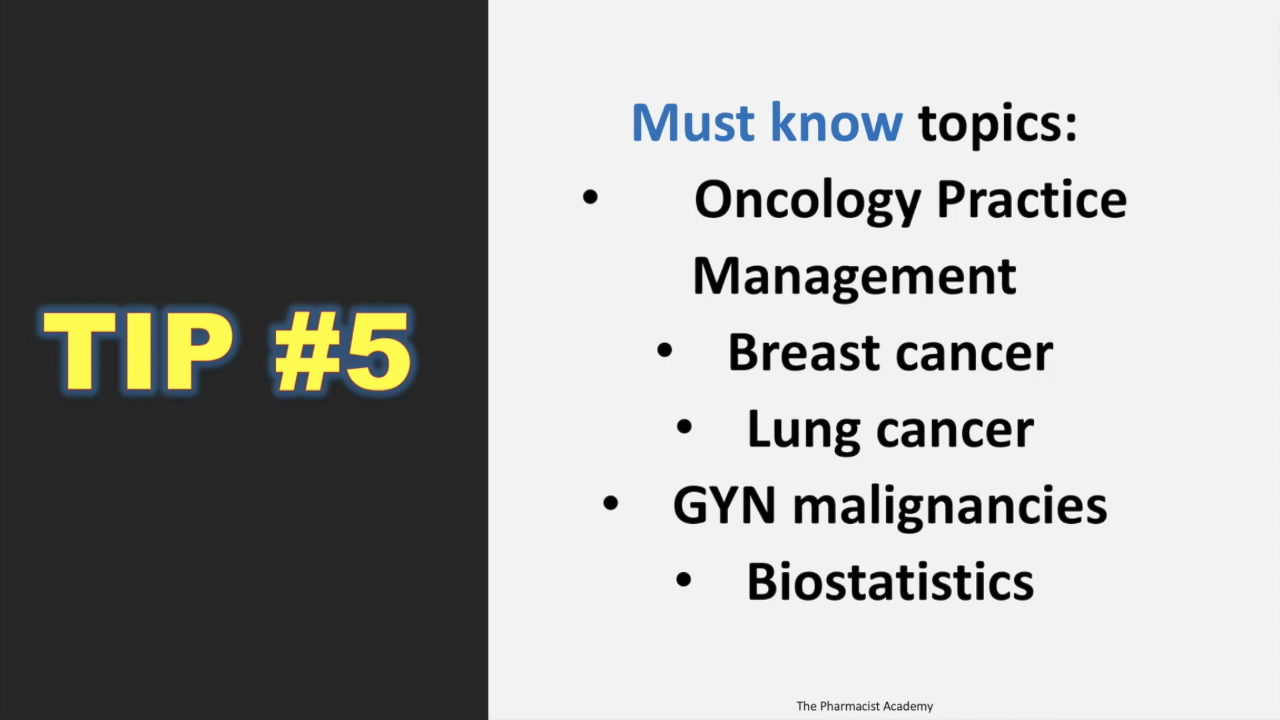 TIP #5
Must know topics:
• Oncology Practice
Management
• Breast cancer
• Lung cancer
• GYN malignancies
• Biostatistics
The Pharmacist Academy